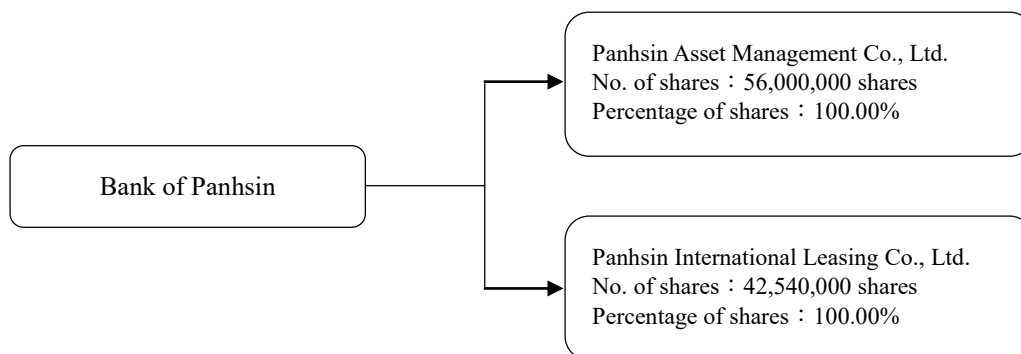 Panhsin Asset Management Co., Ltd.
No. of shares：56,000,000 shares
Percentage of shares：100.00%
Bank of Panhsin
Panhsin International Leasing Co., Ltd.
No. of shares：42,540,000 shares
Percentage of shares：100.00%